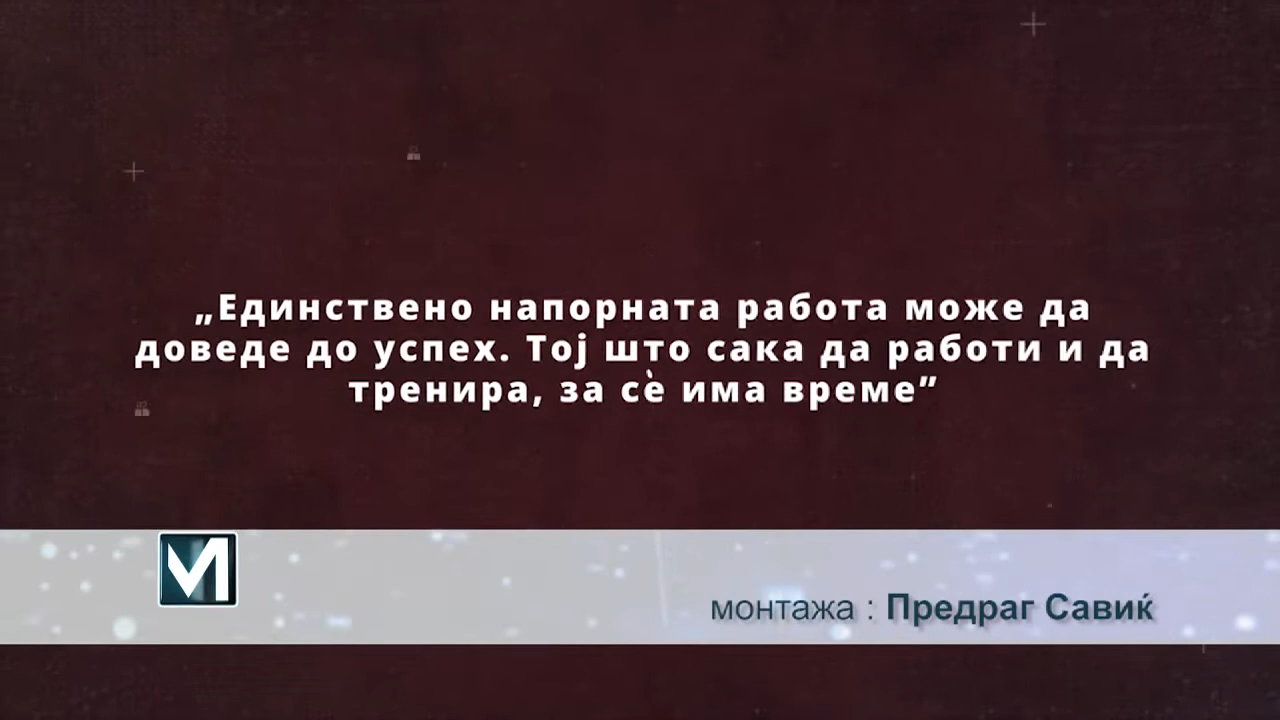 „Единствено напорната работа може да
доведе до успех. Тој што сака да работи и да
тренира, за сѐ има време”
М
монтажа : Предраг Савиќ